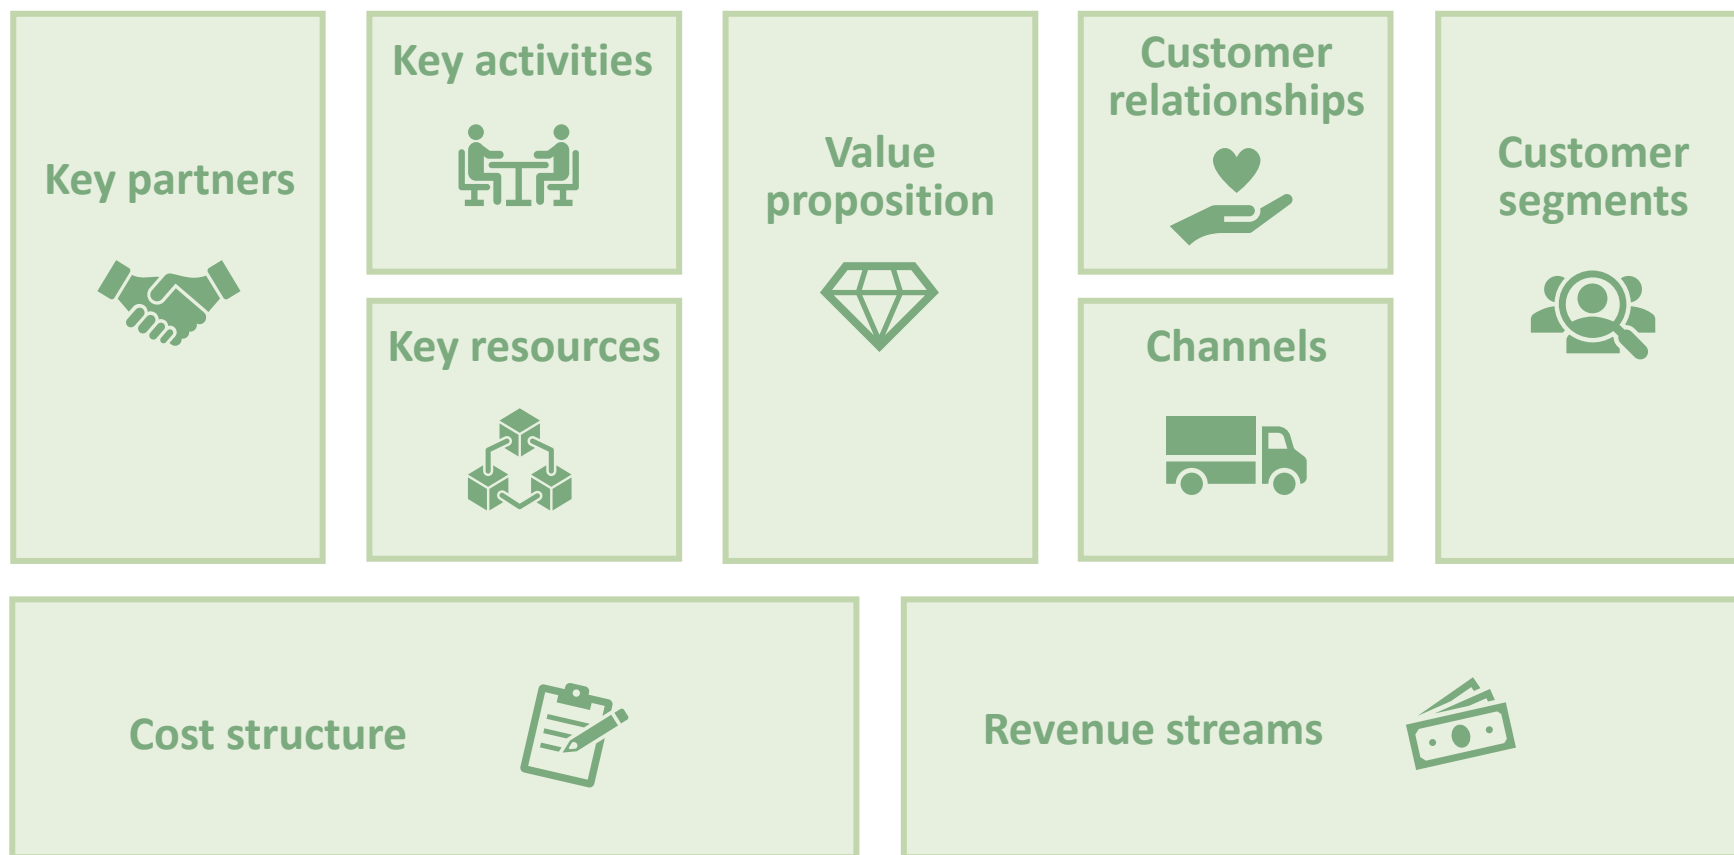 Key partners
Key activities
Key resources
Value
proposition
Customer
relationships
Channels
Customer
segments
Cost structure
Revenue streams